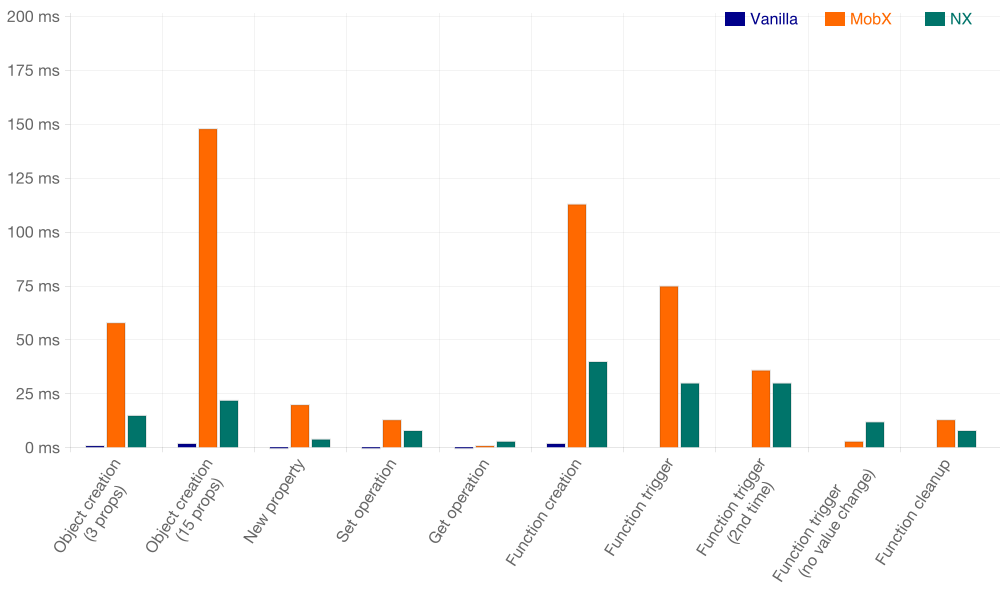 200 ms
175 ms
150 ms
125 ms
100 ms
75 ms
50 ms
25 ms
0 ms
Vanilla
MobX
NX
Object creation
(3 props)
Object creation
(15 props)
New property
Set operation
Get operation
Function creation
Function trigger
Function trigger
(2nd time)
Function trigger
(no value change)
Function cleanup